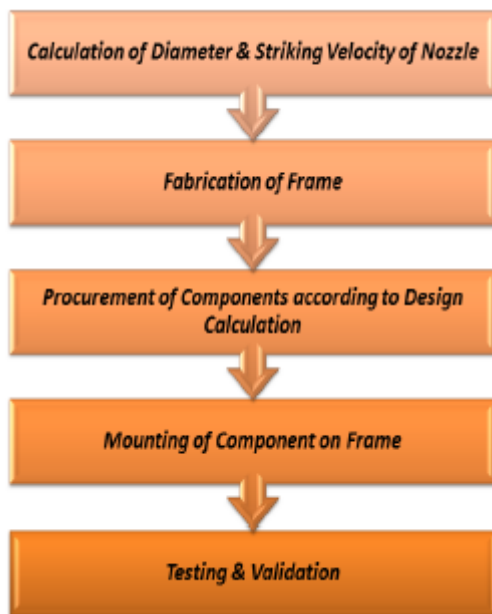 Calculation of Diameter & Striking Velocity of Nozzle
Fabrication of Frame
Procurement of Components according to Design
Calculation
Mounting of Component on Frame
Testing & Validation